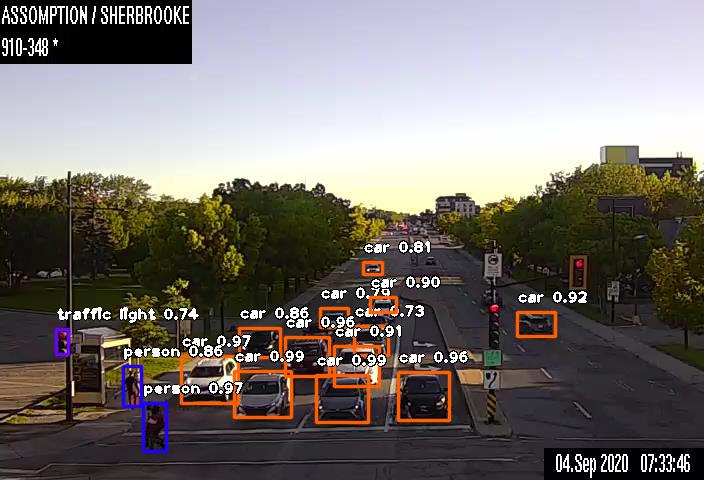 ASSOMPTION / SHERBROOKE
910-348 *
car 0.81
car 0.90
car 0.79
car 0.92
car 0.73
traffic light 0.74
car 0.86
car 0.96
car 0.91
car 0.97
person 0.86
car 0.99
car 0.99
car 0.96
person 0.97
04.Sep 2020 07:33:46